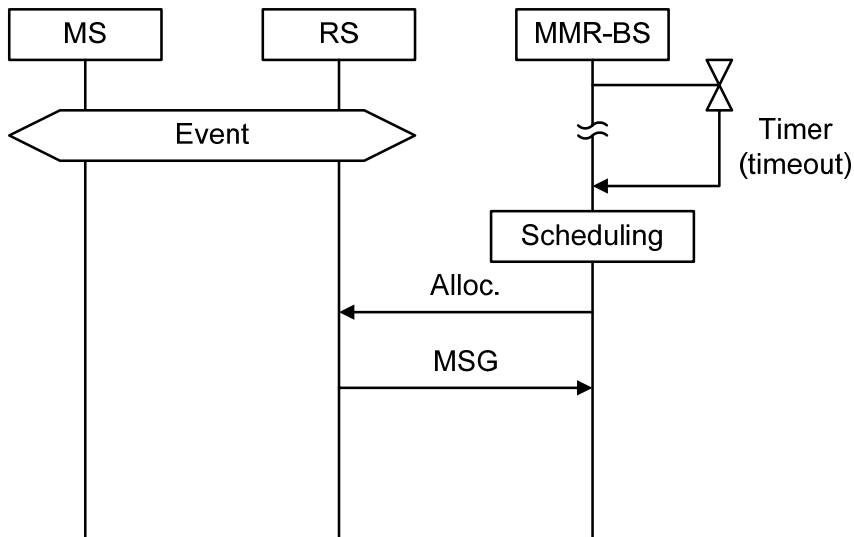 MS
RS
MMR-BS
Event
Timer
(timeout)
Scheduling
Alloc.
MSG